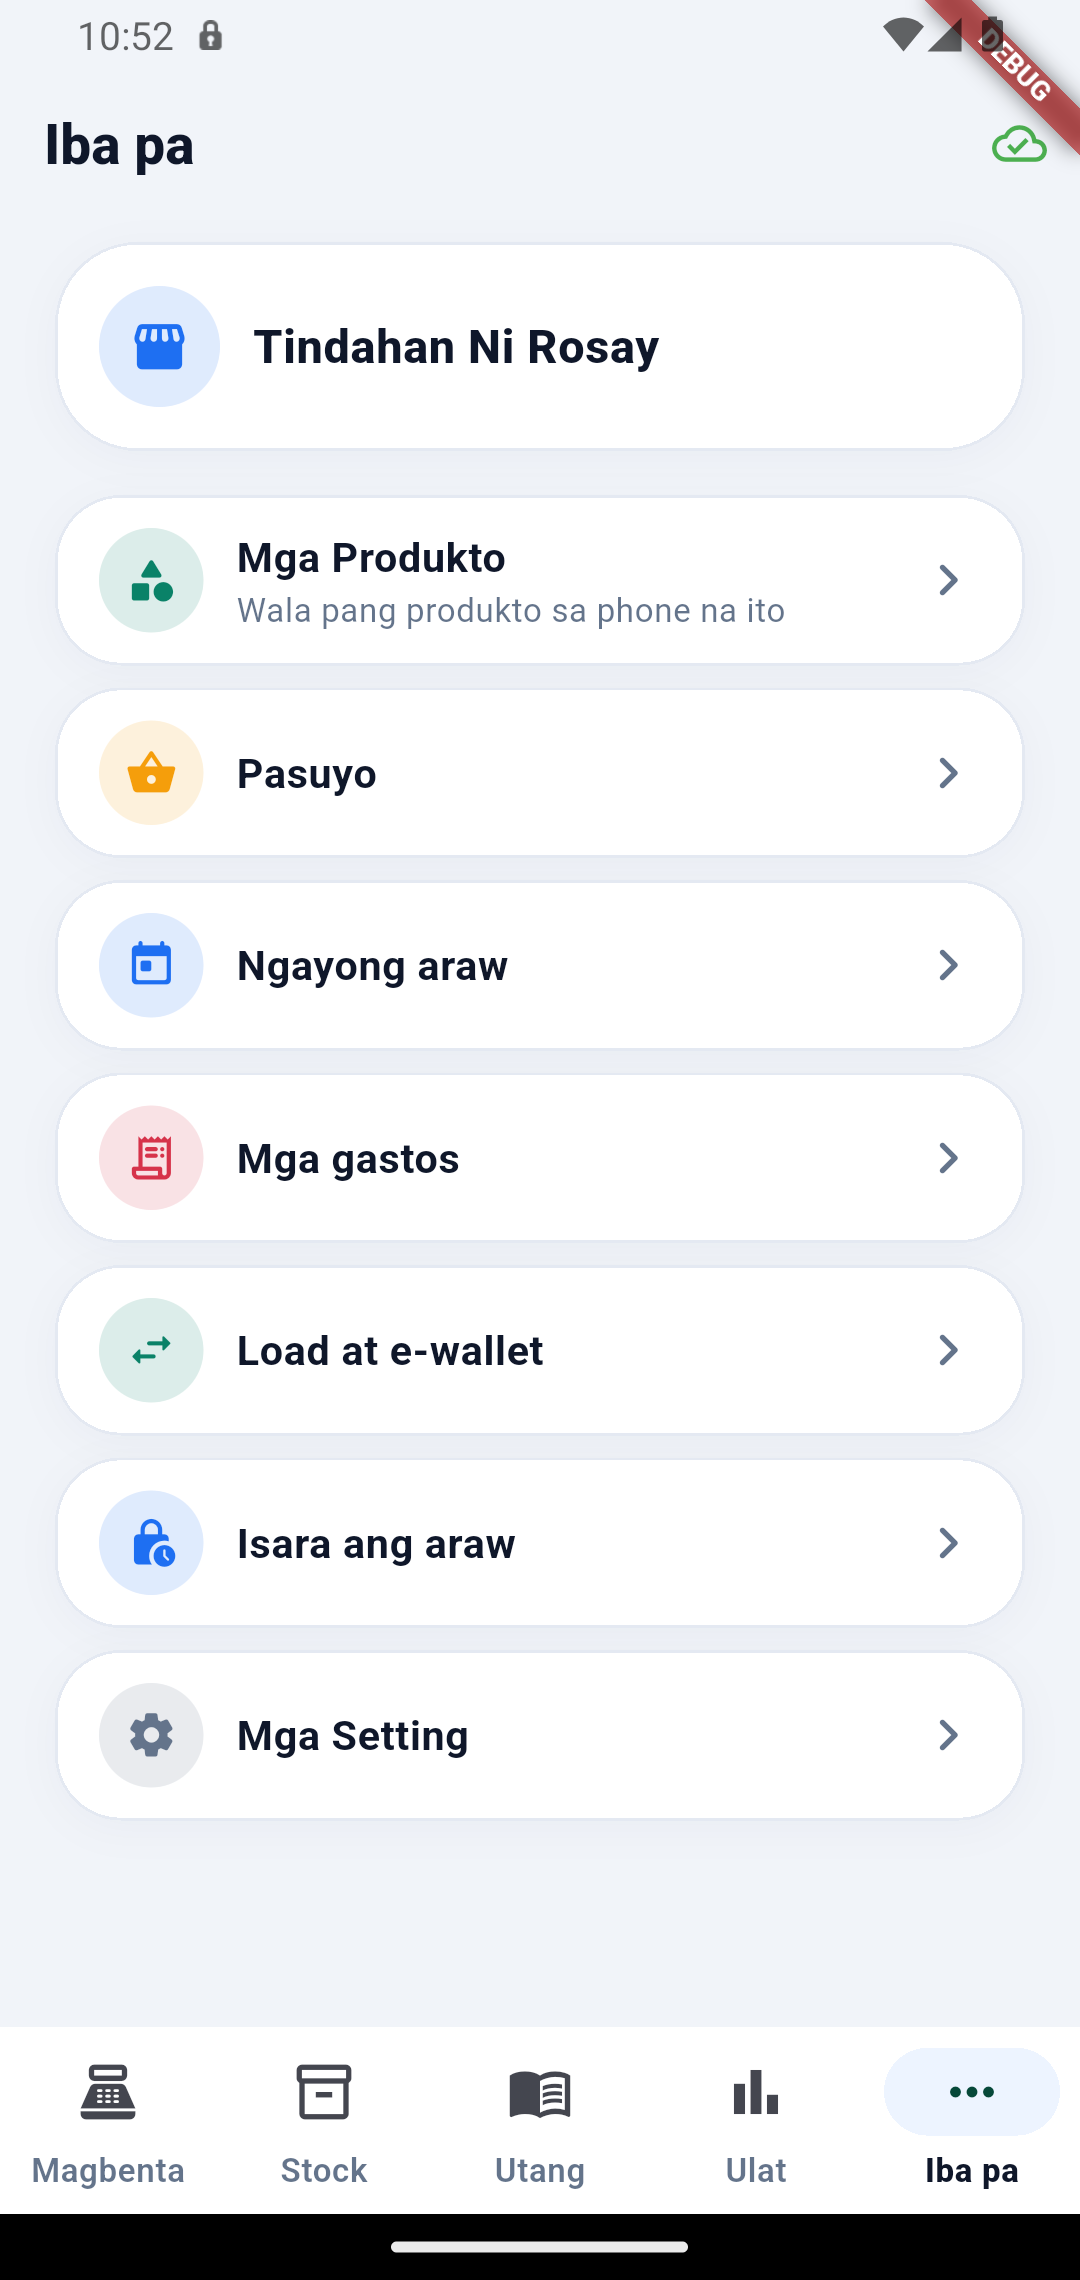 10:52
DEBUG
Iba pa
Tindahan Ni Rosay
Mga Produkto
Wala pang produkto sa phone na ito
Pasuyo
Ngayong araw
Mga gastos
Load at e-wallet
Isara ang araw
Mga Setting
Magbenta
Stock
Utang
Ulat
Iba pa